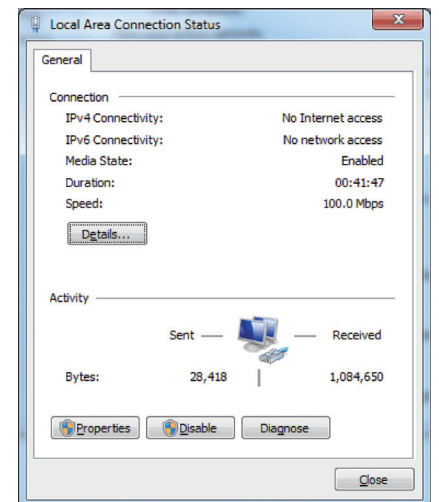 Local Area Connection Status
General
Connection
IPv4 Connectivity: No Internet access
IPv6 Connectivity: No network access
Media State: Enabled
Duration: 00:41:47
Speed: 100.0 Mbps
Details...
Activity
Sent Received
Bytes: 28,418 1,084,650
Properties Disable Diagnose
Close